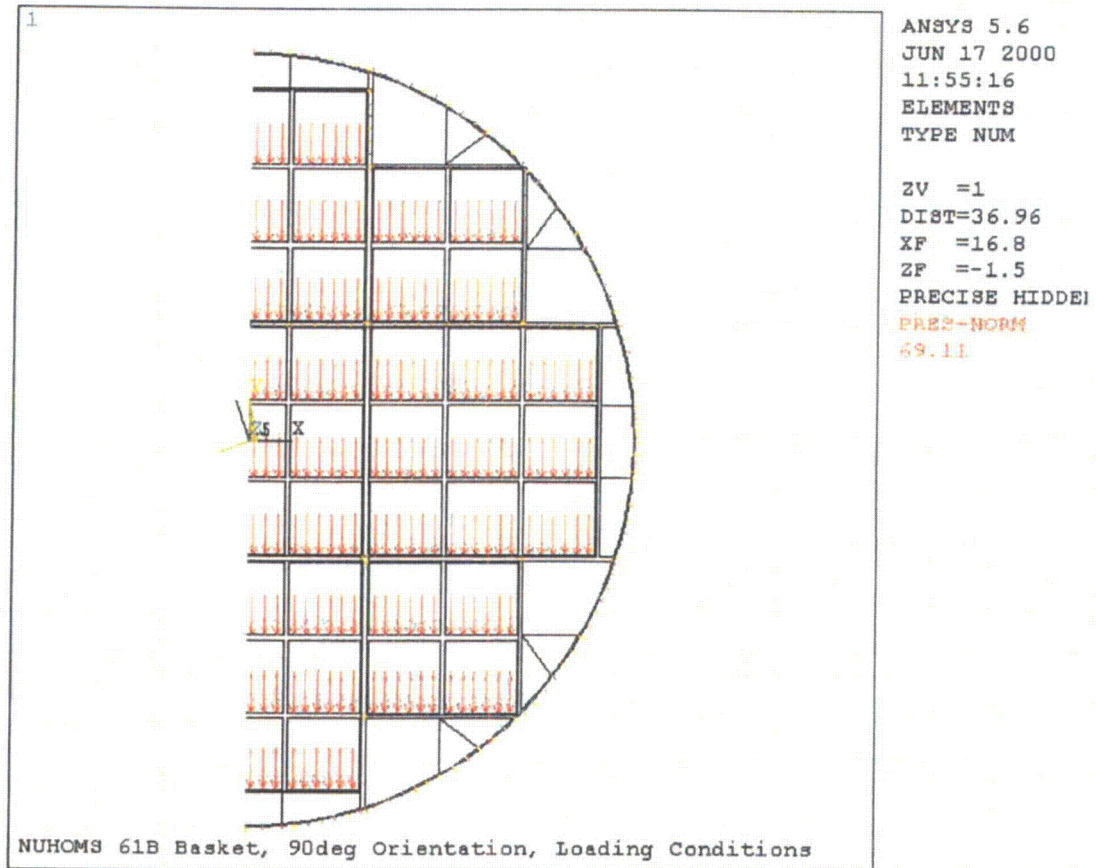 1
ANSYS 5.6
JUN 17 2000
11:55:16
ELEMENTS
TYPE NUM
ZV =1
DIST=36.96
XF =16.8
ZF =-1.5
PRECISE HIDDE
PRES-NORM
69.11
X
NUHOMS 61B Basket, 90deg Orientation, Loading Conditions